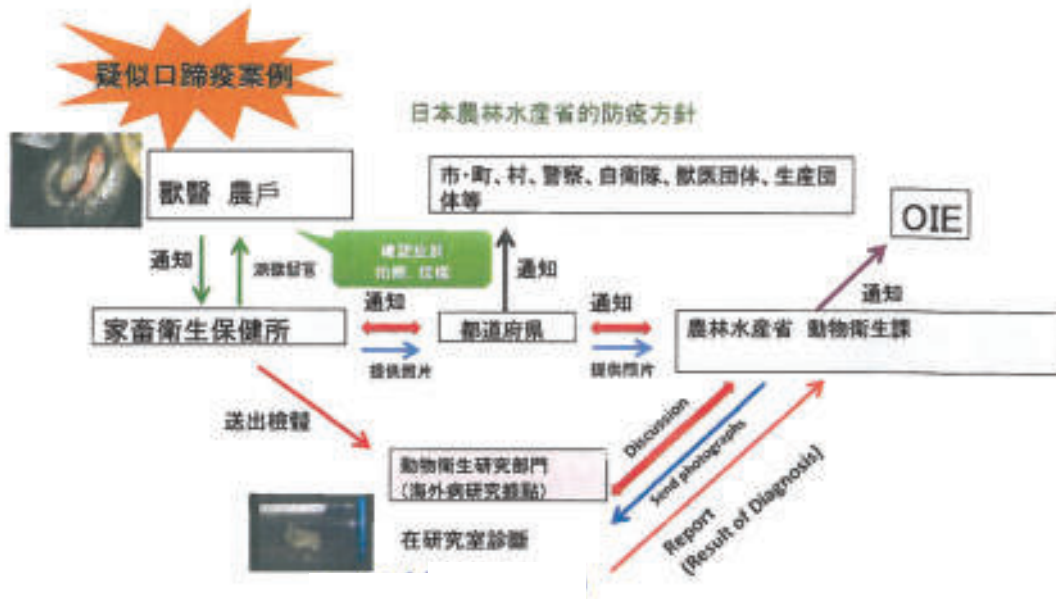 疑似口蹄疫案例
日本農林水産省的防疫方針
獸醫 農戶
市・町、村、警察、自衛隊、獣医団体、生産団
体等
OIE
通知
通知
通知
通知
通知
家畜衛生保健所
都道府県
農林水産省 動物衛生課
提供照片
提供照片
送出檢體
Discussion
Send photographs
Report
(Result of Diagnosis)
動物衛生研究部門
(海外病研究據點)
在研究室診斷